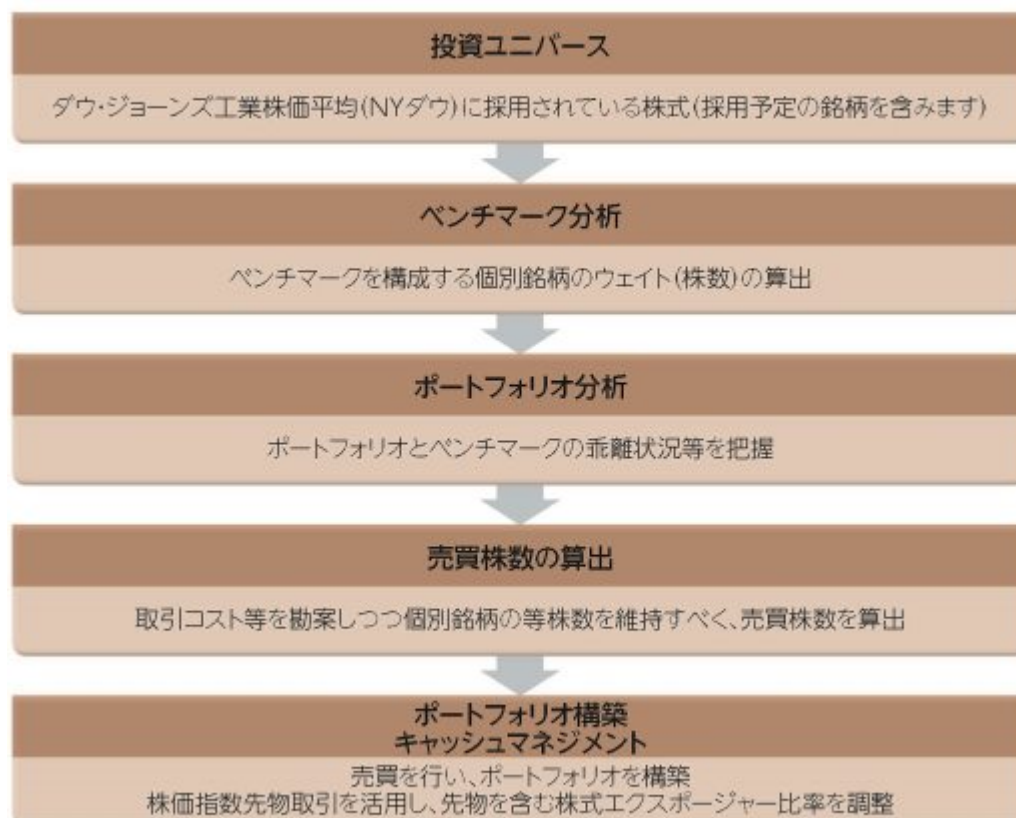 投資ユニバース
ダウ・ジョーンズ工業株価平均(NYダウ)に採用されている株式(採用予定の銘柄を含みます)
ベンチマーク分析
ベンチマークを構成する個別銘柄のウェイト(株数)の算出
ポートフォリオ分析
ポートフォリオとベンチマークの乖離状況等を把握
売買株数の算出
取引コスト等を勘案しつつ個別銘柄の等株数を維持すべく、売買株数を算出
ポートフォリオ構築
キャッシュマネジメント
売買を行い、ポートフォリオを構築
株価指数先物取引を活用し、先物を含む株式エクスポージャー比率を調整